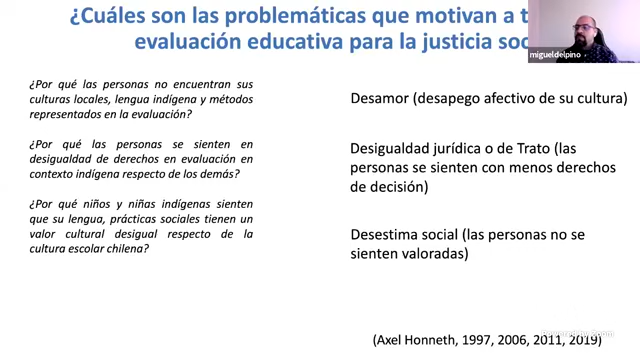 ¿Cuáles son las problemáticas que motivan a t
evaluación educativa para la justicia soc
migueldelpino
¿Por qué las personas no encuentran sus
culturas locales, lengua indígena y métodos
representados en la evaluación?
Desamor (desapego afectivo de su cultura)
¿Por qué las personas se sienten en
desigualdad de derechos en evaluación en
contexto indígena respecto de los demás?
Desigualdad jurídica o de Trato (las
personas se sienten con menos derechos
de decisión)
¿Por qué niños y niñas indígenas sienten
que su lengua, prácticas sociales tienen un
valor cultural desigual respecto de la
cultura escolar chilena?
Desestima social (las personas no se
sienten valoradas)
Powered by Zoom
(Axel Honneth, 1997, 2006, 2011, 2019)